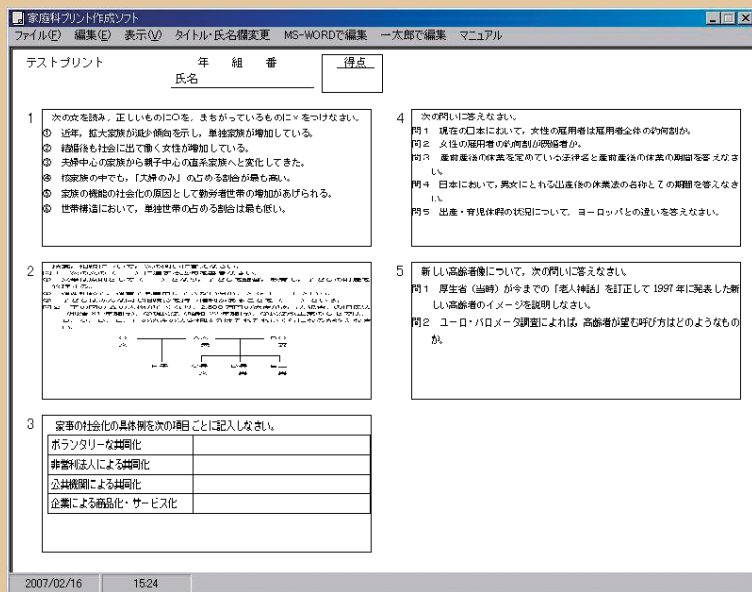 家庭科プリント作成ソフト
ファイル(F) 編集(E) 表示(V) タイトル・氏名欄変更 MS-WORDで編集 一太郎で編集 マニュアル
テストプリント 年 組 番 得点
氏名
1 次の文を読み，正しいものに○を，まちがっているものに×をつけなさい。
① 近年，拡大家族が減少傾向を示し，単独家族が増加している。
② 結婚後も社会に出て働く女性が増加している。
③ 夫婦中心の家族から親子中心の直系家族へと変化してきた。
④ 核家族の中でも，「夫婦のみ」の占める割合が最も高い。
⑤ 家族の機能の社会化の原因として勤労者世帯の増加があげられる。
⑥ 世帯構造において，単独世帯の占める割合は最も低い。
2
3 家事の社会化の具体例を次の項目ごとに記入しなさい。
ボランタリーな共同化
非営利法人による共同化
公共機関による共同化
企業による商品化・サービス化
4 次の問いに答えなさい。
問1 現在の日本において，女性の雇用者は雇用者全体の約何割か。
問2 女性の雇用者の約何割が既婚者か。
問3 産前産後の休業を定めている法律名と産前産後の休業の期間を答えなさ
い。
問4 日本において，男女にとれる出産後の休業法の名称とその期間を答えなさ
い。
問5 出産・育児休暇の状況について，ヨーロッパとの違いを答えなさい。
5 新しい高齢者像について，次の問いに答えなさい。
問1 厚生省（当時）が今までの「老人神話」を訂正して1997年に発表した新
しい高齢者のイメージを説明しなさい。
問2 ユーロ・バロメータ調査によれば，高齢者が望む呼び方はどのようなもの
か。
2007/02/16 15:24